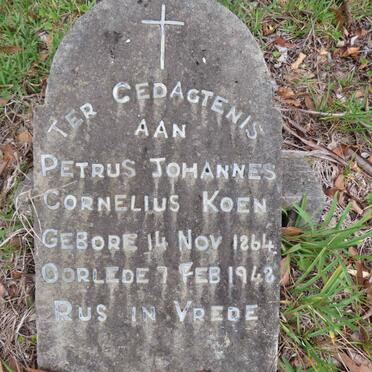 TER GEDAGTENIS
AAN
PETRUS JOHANNES
CORNELIUS KOEN
GEBORE 14 NOV 1864
OORLEDE 7 FEB 1948
RUS IN VREDE